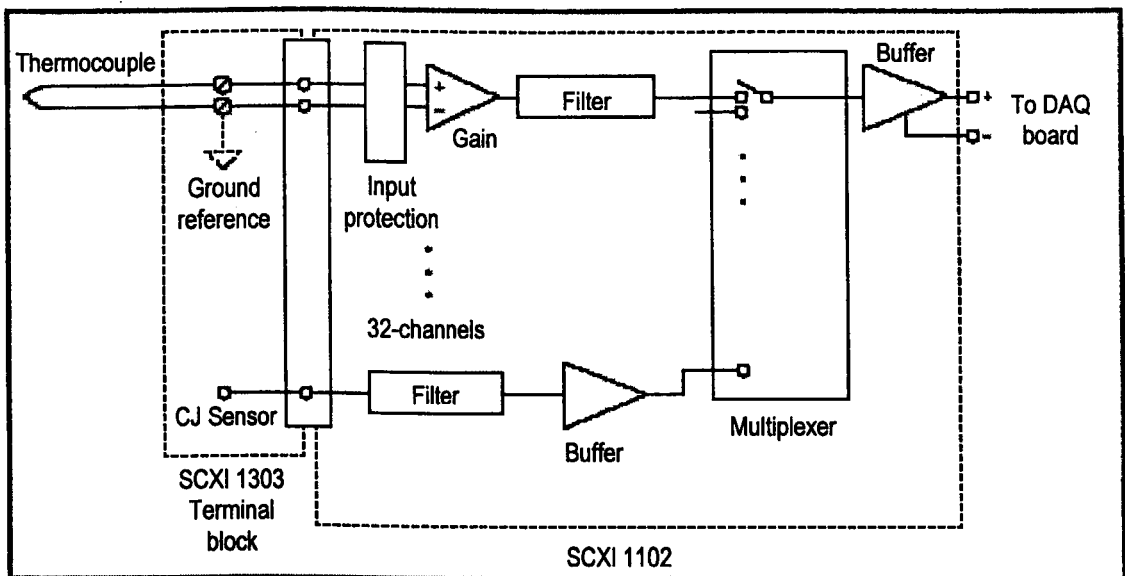 Thermocouple
Ground
reference
Input
protection
+
−
Gain
Filter
Buffer
+
−
To DAQ
board
32-channels
CJ Sensor
Filter
Buffer
Multiplexer
SCXI 1303
Terminal
block
SCXI 1102